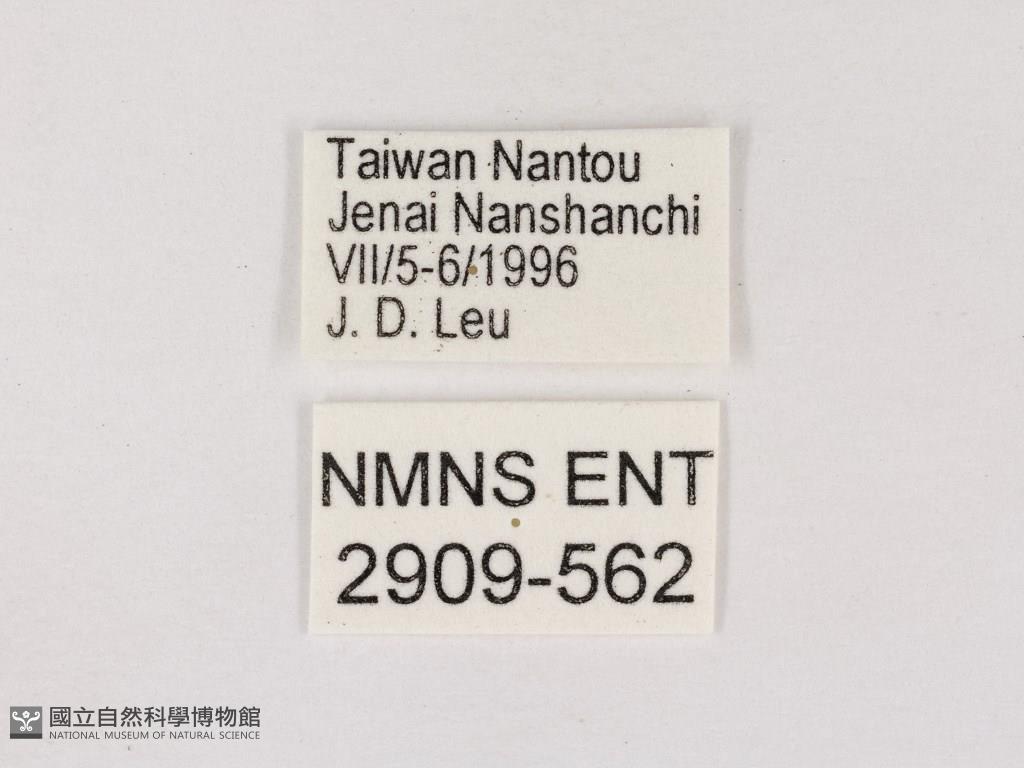 Taiwan Nantou
Jenai Nanshanchi
VII/5-6/1996
J. D. Leu
NMNS ENT
2909-562
國立自然科學博物館
NATIONAL MUSEUM OF NATURAL SCIENCE